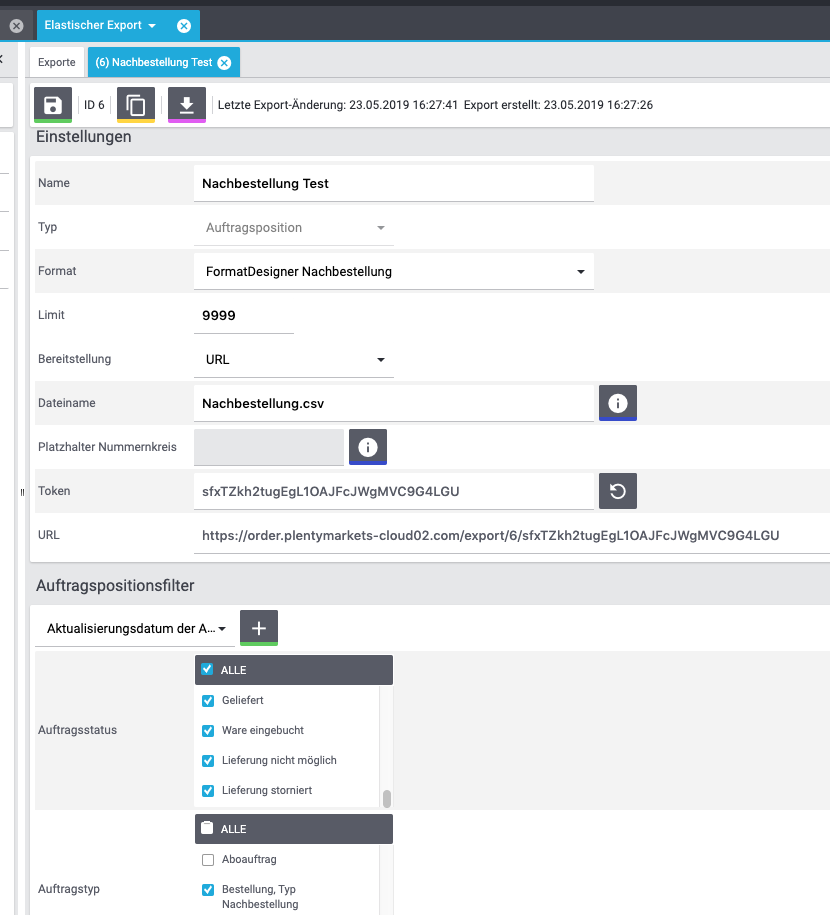 Elastischer Export
Exporte
(6) Nachbestellung Test
ID 6
Letzte Export-Änderung: 23.05.2019 16:27:41 Export erstellt: 23.05.2019 16:27:26
Einstellungen
Name
Nachbestellung Test
Typ
Auftragsposition
Format
FormatDesigner Nachbestellung
Limit
9999
Bereitstellung
URL
Dateiname
Nachbestellung.csv
Platzhalter Nummernkreis
Token
sfxTZkh2tugEgL1OAJFcJWgMVC9G4LGU
URL
https://order.plentymarkets-cloud02.com/export/6/sfxTZkh2tugEgL1OAJFcJWgMVC9G4LGU
Auftragspositionsfilter
Aktualisierungsdatum der A...
Auftragsstatus
ALLE
Geliefert
Ware eingebucht
Lieferung nicht möglich
Lieferung storniert
Auftragstyp
ALLE
Aboauftrag
Bestellung, Typ
Nachbestellung